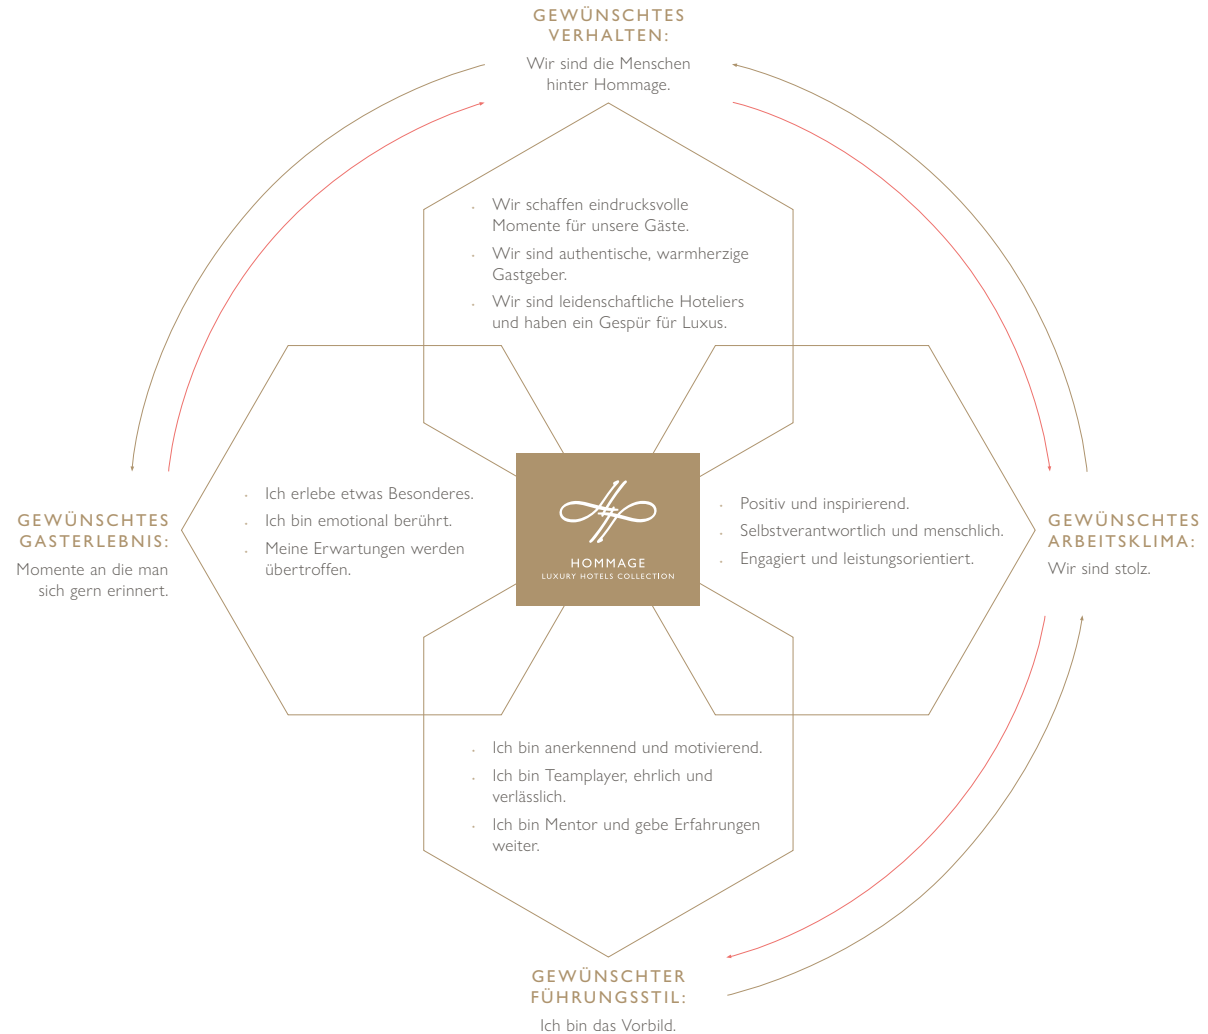 GEWÜNSCHTES
VERHALTEN:
Wir sind die Menschen
hinter Hommage.
Wir schaffen eindrucksvolle
Momente für unsere Gäste.
Wir sind authentische, warmherzige
Gastgeber.
Wir sind leidenschaftliche Hoteliers
und haben ein Gespür für Luxus.
GEWÜNSCHTES
GASTERLEBNIS:
Momente an die man
sich gern erinnert.
Ich erlebe etwas Besonderes.
Ich bin emotional berührt.
Meine Erwartungen werden
übertroffen.
HOMMAGE
LUXURY HOTELS COLLECTION
Positiv und inspirierend.
Selbstverantwortlich und menschlich.
Engagiert und leistungsorientiert.
GEWÜNSCHTES
ARBEITSKLIMA:
Wir sind stolz.
Ich bin anerkennend und motivierend.
Ich bin Teamplayer, ehrlich und
verlässlich.
Ich bin Mentor und gebe Erfahrungen
weiter.
GEWÜNSCHTER
FÜHRUNGSSTIL:
Ich bin das Vorbild.